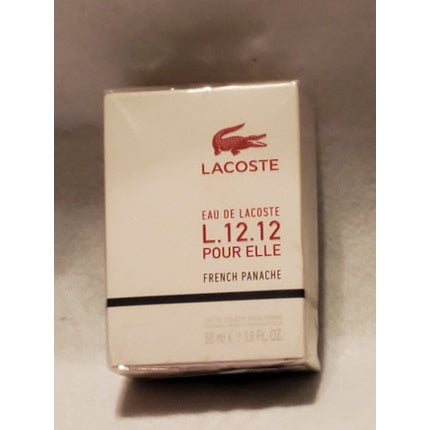 LACOSTE
EAU DE LACOSTE
L.12.12
POUR ELLE
FRENCH PANACHE
50 ml e 1.6 FL. OZ.